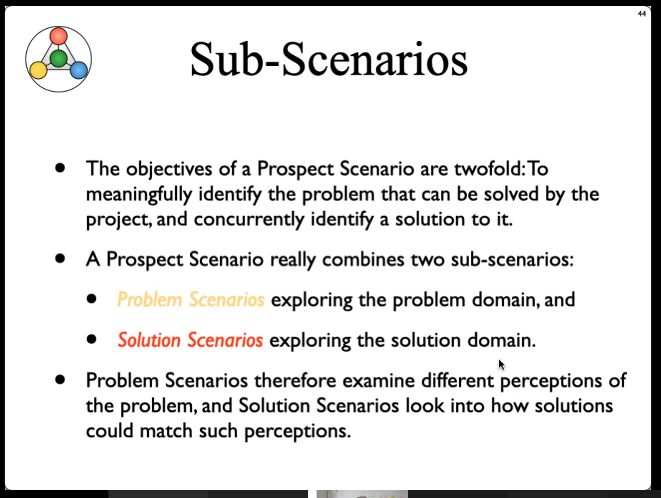 44
Sub-Scenarios
• The objectives of a Prospect Scenario are twofold: To
meaningfully identify the problem that can be solved by the
project, and concurrently identify a solution to it.
• A Prospect Scenario really combines two sub-scenarios:
• Problem Scenarios exploring the problem domain, and
• Solution Scenarios exploring the solution domain.
• Problem Scenarios therefore examine different perceptions of
the problem, and Solution Scenarios look into how solutions
could match such perceptions.